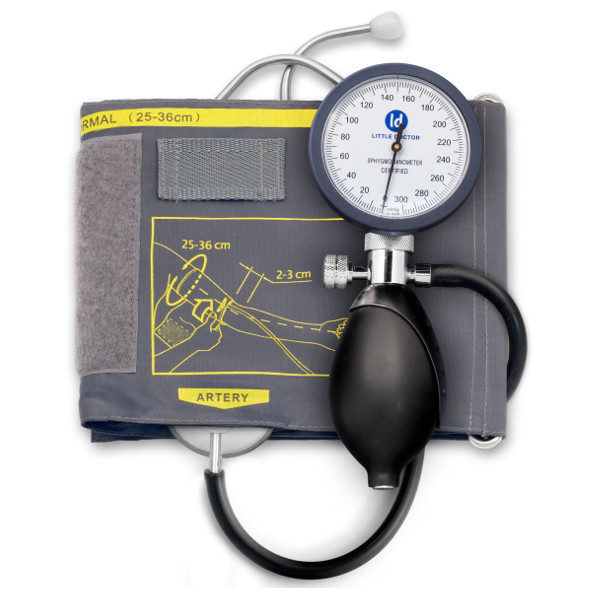 RMAL (25-36cm)
25-36 cm
2-3 cm
ARTERY
140 160
120 180
100 200
80 220
60 240
40 260
20 280
0 300
ld
LITTLE DOCTOR
SPHYGMOMANOMETER
CERTIFIED